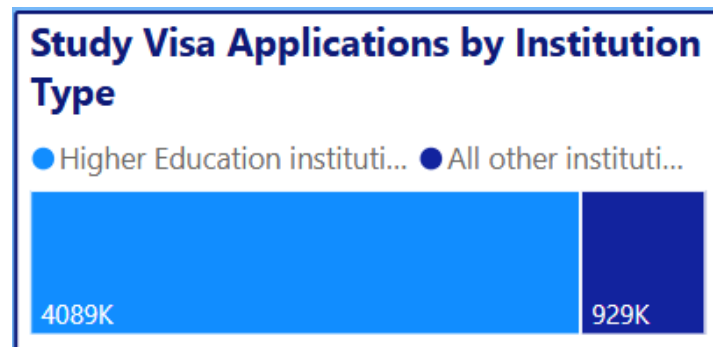 Study Visa Applications by Institution
Type
Higher Education instituti... All other instituti...
4089K 929K